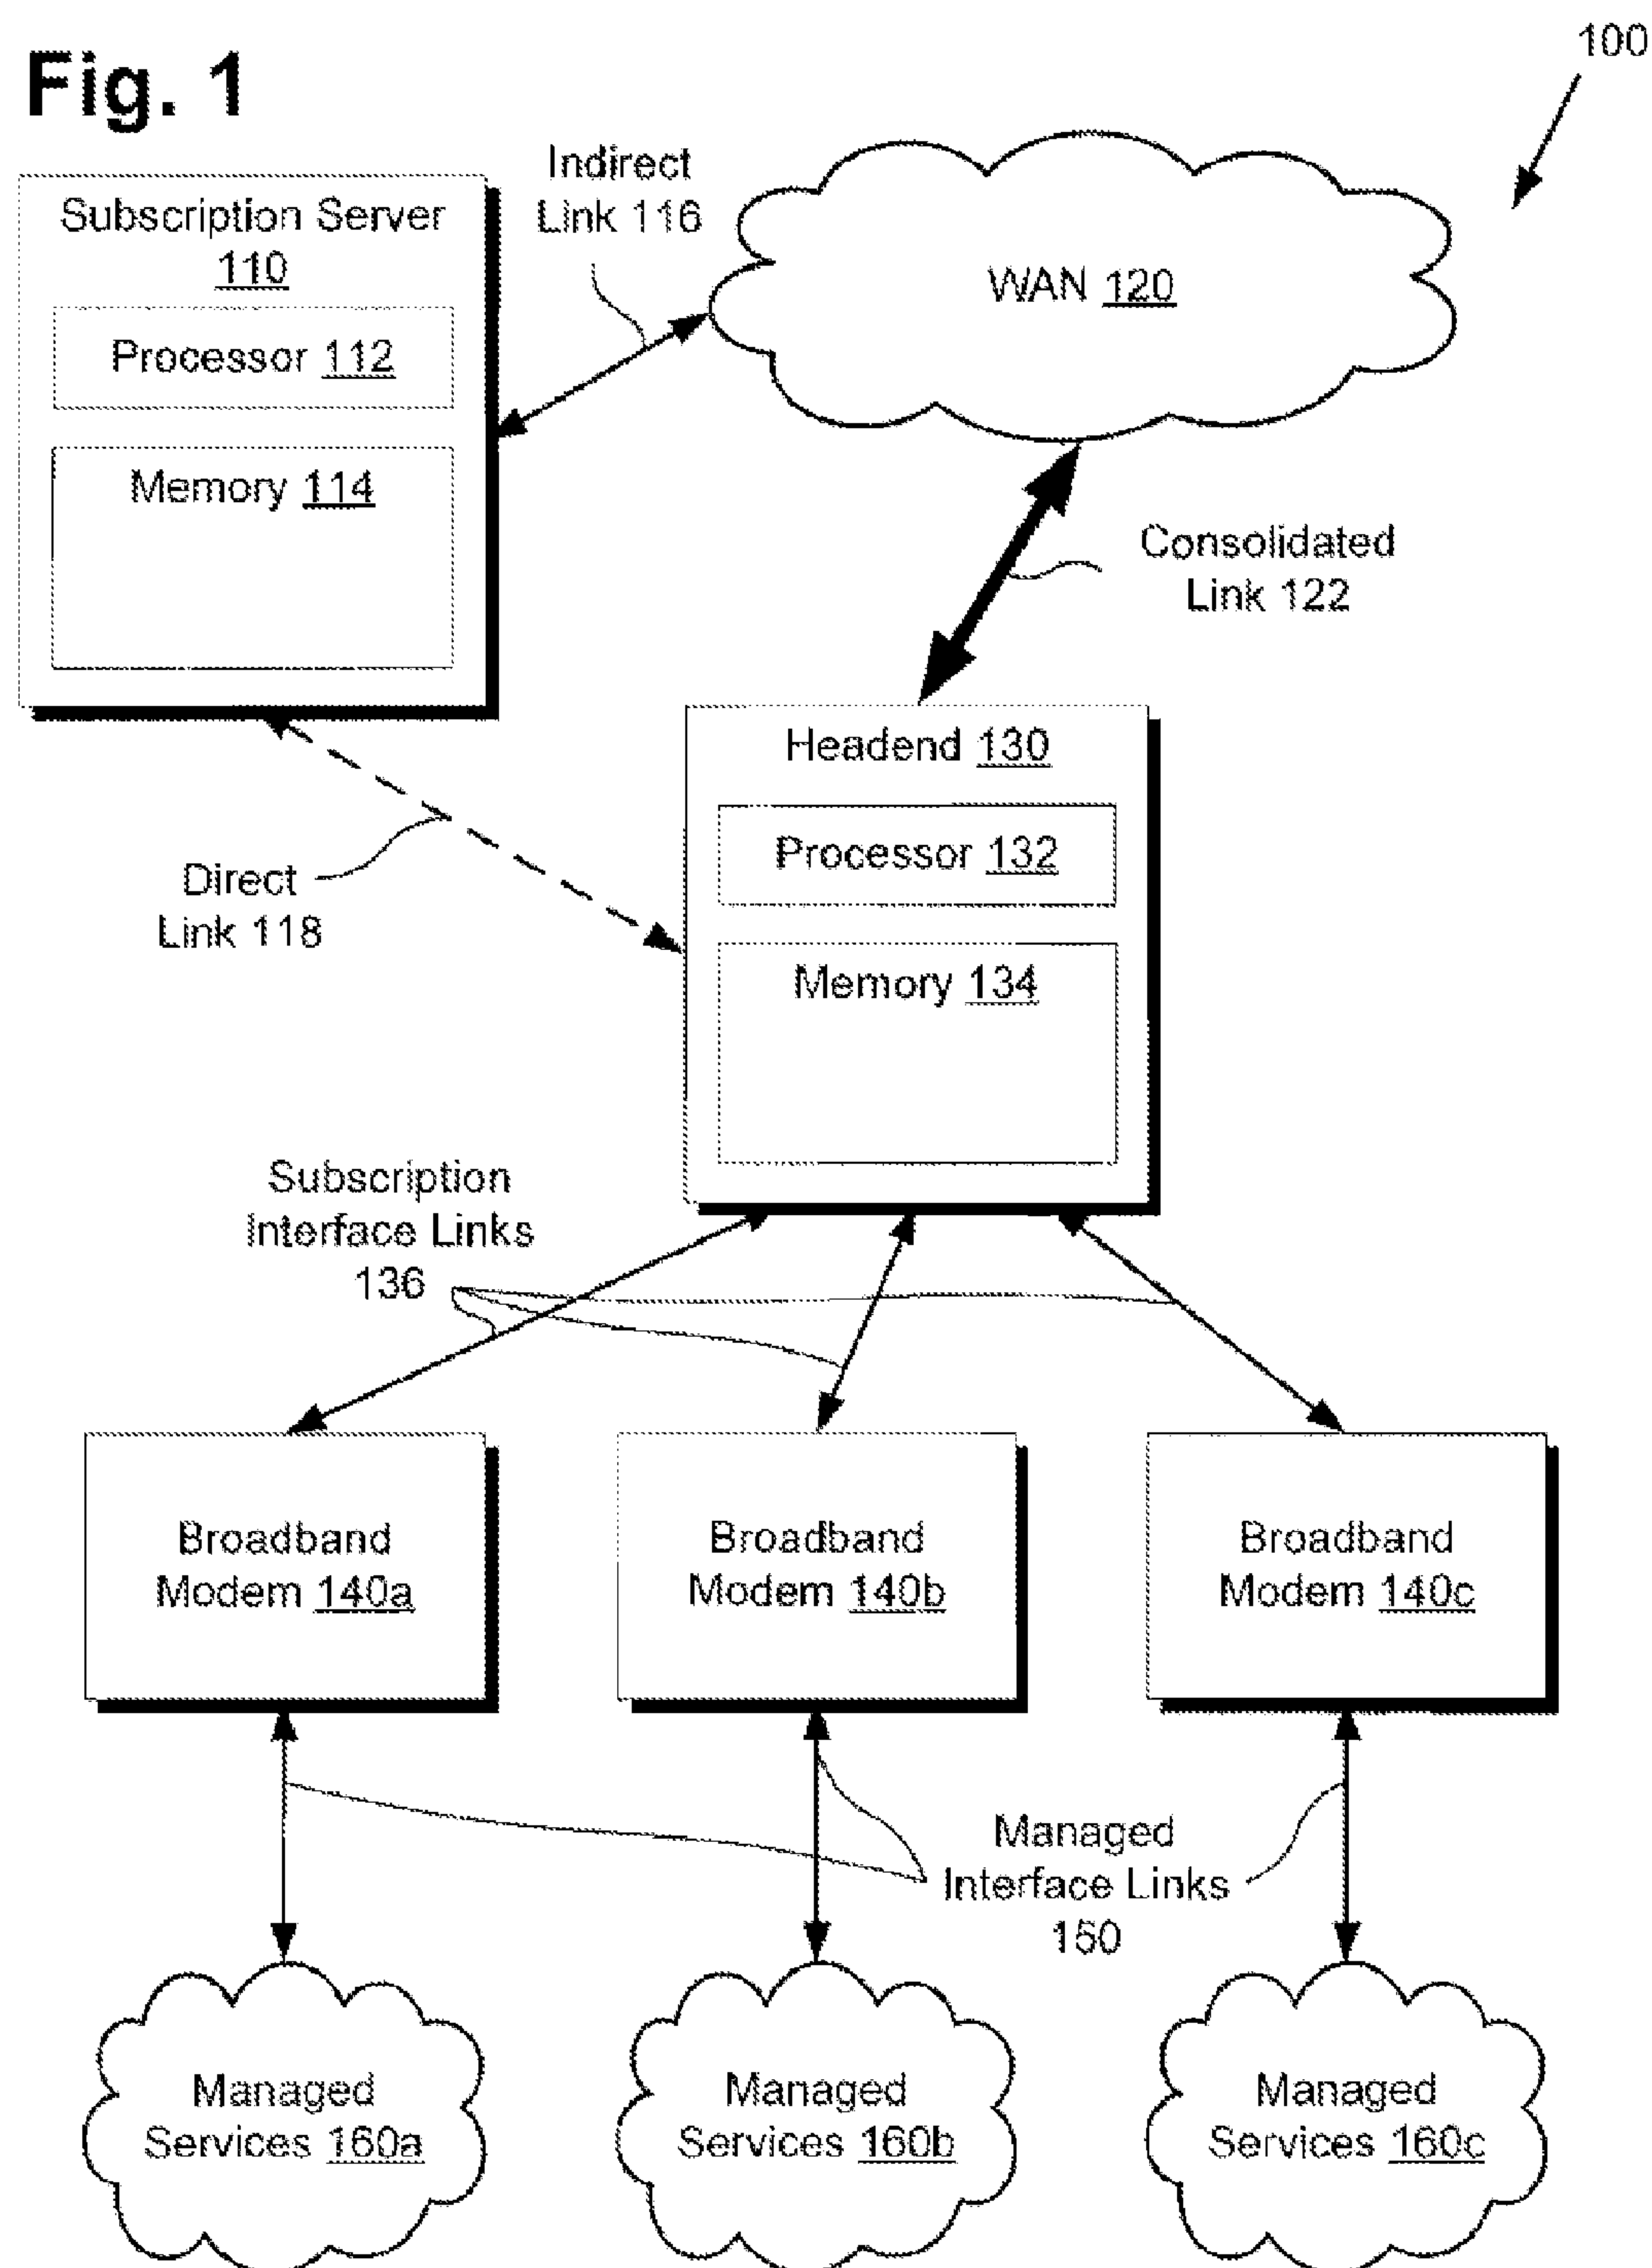 Fig. 1
100
Indirect
Link 116
Subscription Server
110
Processor 112
Memory 114
WAN 120
Consolidated
Link 122
Direct
Link 118
Headend 130
Processor 132
Memory 134
Subscription
Interface Links
136
Broadband
Modem 140a
Broadband
Modem 140b
Broadband
Modem 140c
Managed
Interface Links
150
Managed
Services 160a
Managed
Services 160b
Managed
Services 160c